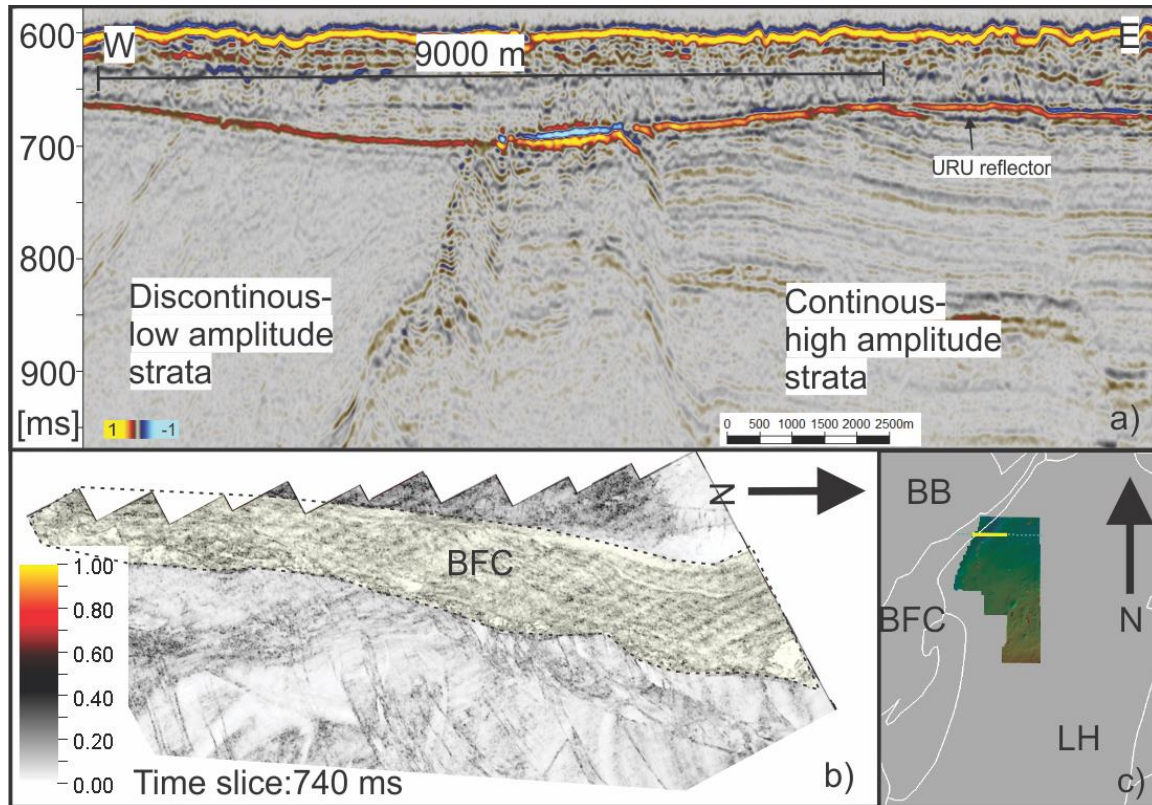 600
W
E
9000 m
700
URU reflector
800
Discontinous-
low amplitude
strata
Continous-
high amplitude
strata
900
[ms]
1
-1
0 500 1000 1500 2000 2500m
a)
N
BFC
1.00
0.80
0.60
0.40
0.20
0.00
Time slice:740 ms
b)
BB
BFC
N
LH
c)